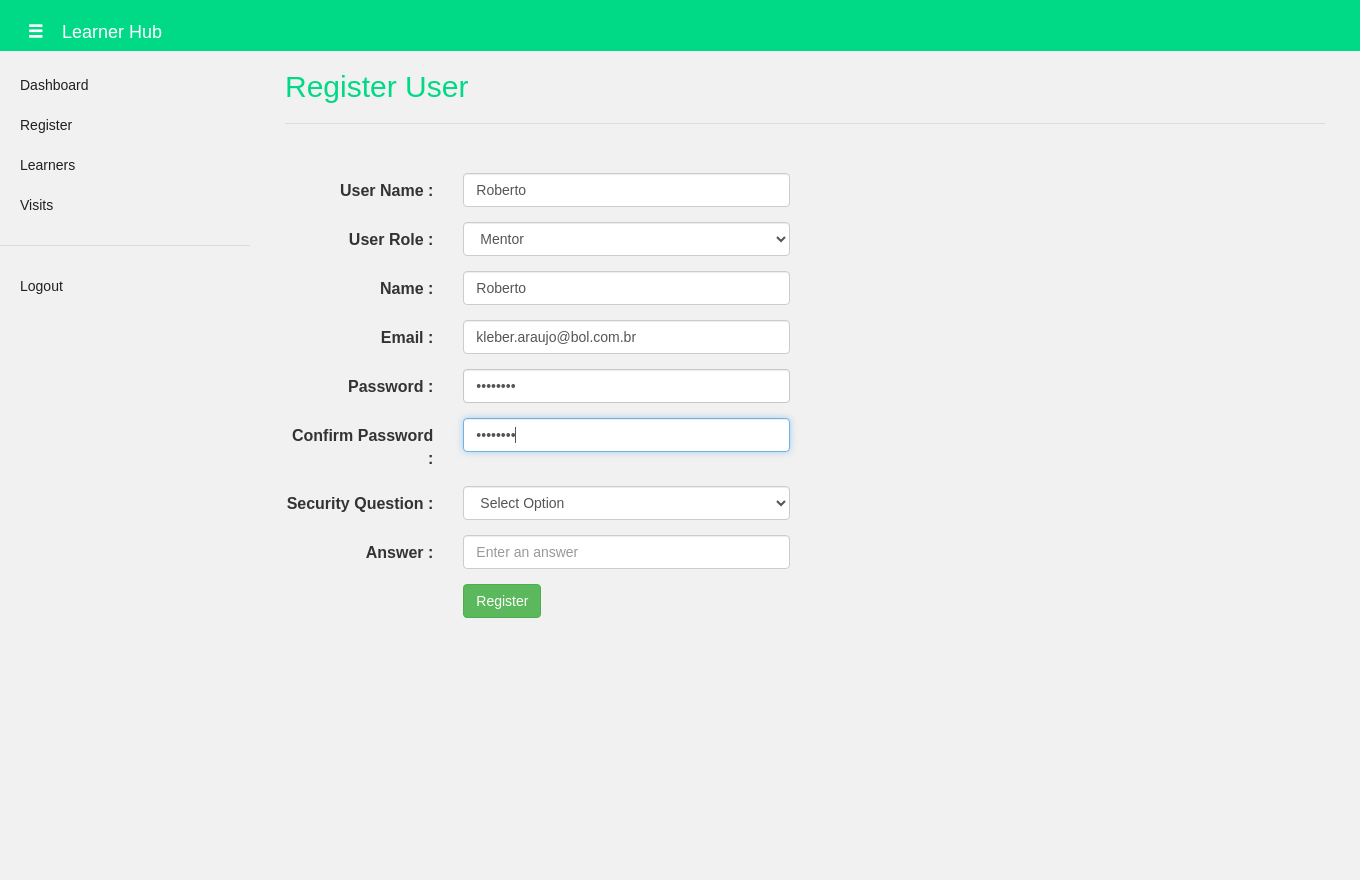 Learner Hub
Dashboard
Register
Learners
Visits
Logout
Register User
User Name : Roberto
User Role : Mentor
Name : Roberto
Email : kleber.araujo@bol.com.br
Password : ••••••••
Confirm Password ••••••••
:
Security Question : Select Option
Answer : Enter an answer
Register